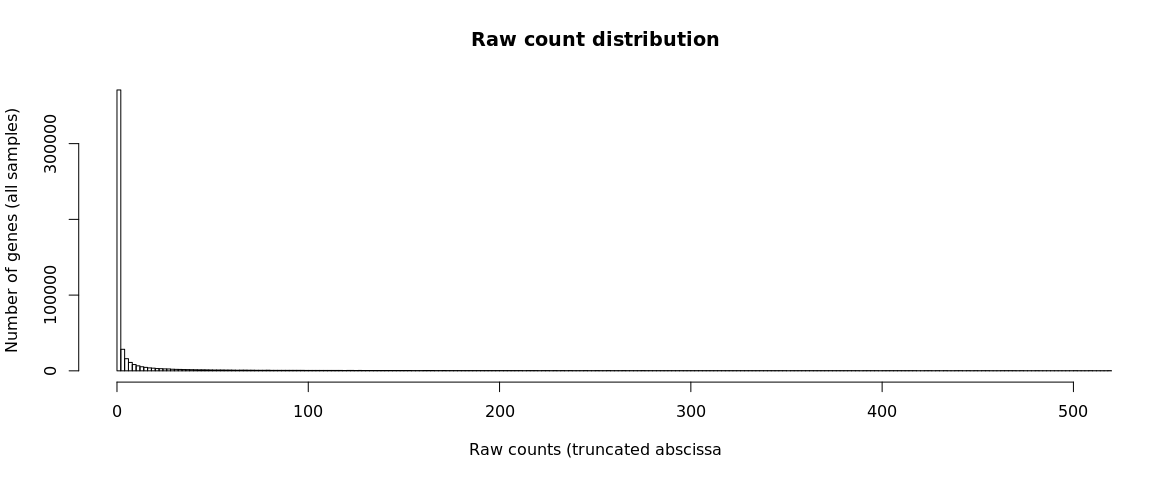 Raw count distribution
Number of genes (all samples)
300000
100000
0
0 100 200 300 400 500
Raw counts (truncated abscissa